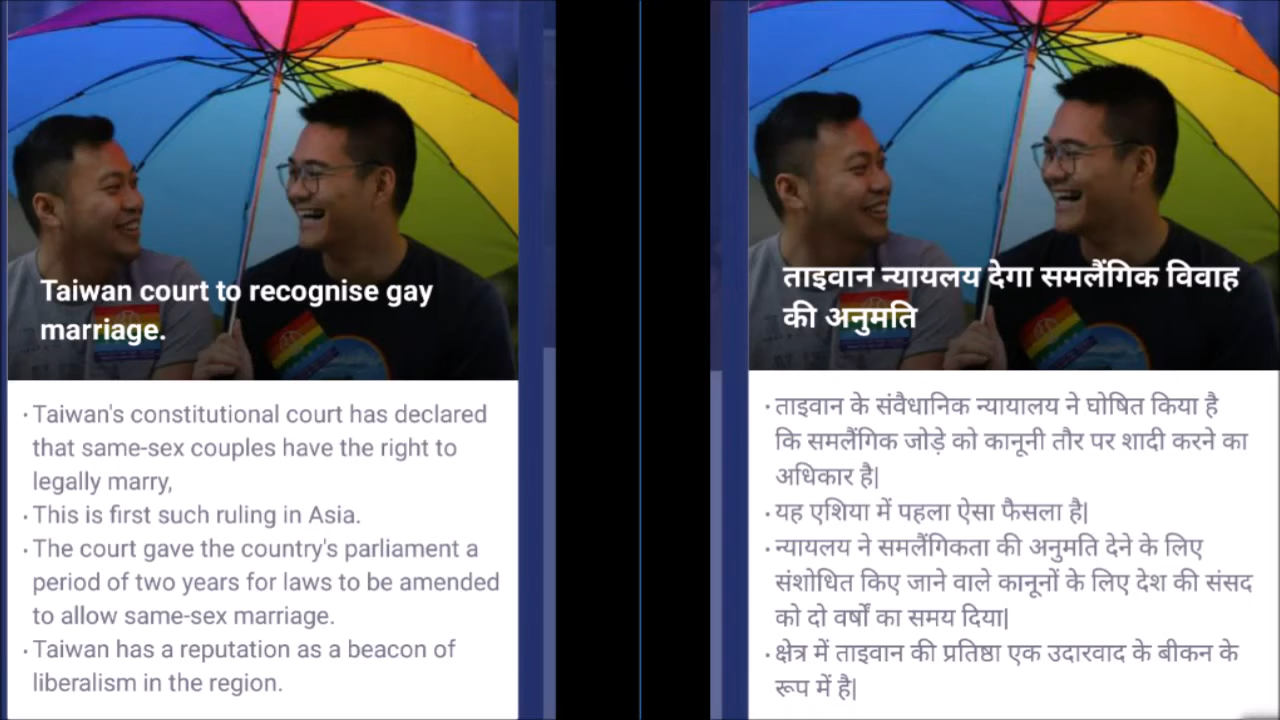 Taiwan court to recognise gay
marriage.
· Taiwan's constitutional court has declared
that same-sex couples have the right to
legally marry,
· This is first such ruling in Asia.
· The court gave the country's parliament a
period of two years for laws to be amended
to allow same-sex marriage.
· Taiwan has a reputation as a beacon of
liberalism in the region.
ताइवान न्यायलय देगा समलैंगिक विवाह
की अनुमति
· ताइवान के संवैधानिक न्यायालय ने घोषित किया है
कि समलैंगिक जोड़े को कानूनी तौर पर शादी करने का
अधिकार है|
· यह एशिया में पहला ऐसा फैसला है|
· न्यायलय ने समलैंगिकता की अनुमति देने के लिए
संशोधित किए जाने वाले कानूनों के लिए देश की संसद
को दो वर्षों का समय दिया|
· क्षेत्र में ताइवान की प्रतिष्ठा एक उदारवाद के बीकन के
रूप में है|